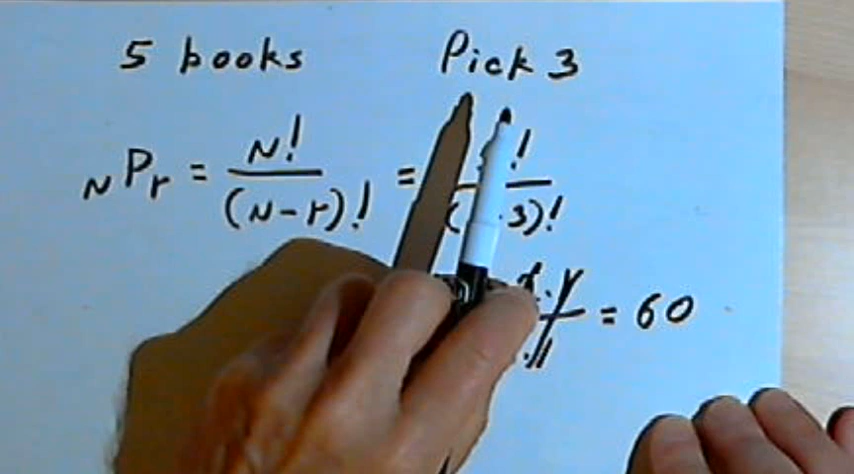 5 books Pick 3
NPr = N! / (N-r)! = ! / ( 3)!
= 60